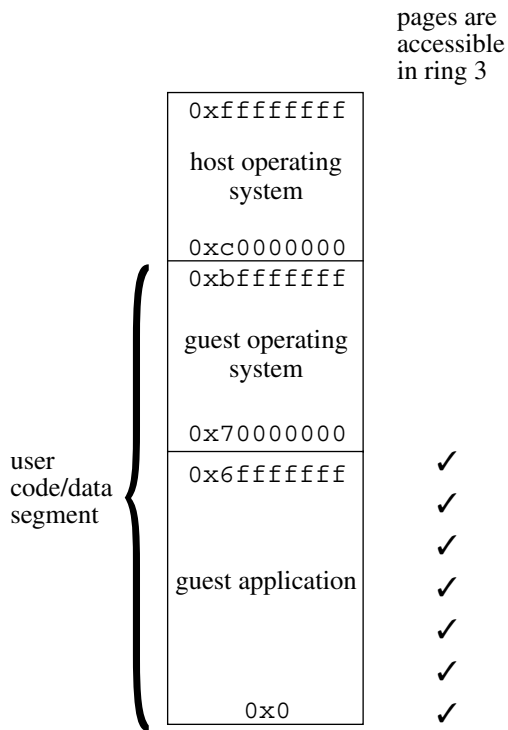 pages are
accessible
in ring 3
0xffffffff
host operating
system
0xc0000000
0xbfffffff
guest operating
system
0x70000000
user
code/data
segment
0x6fffffff
guest application
0x0